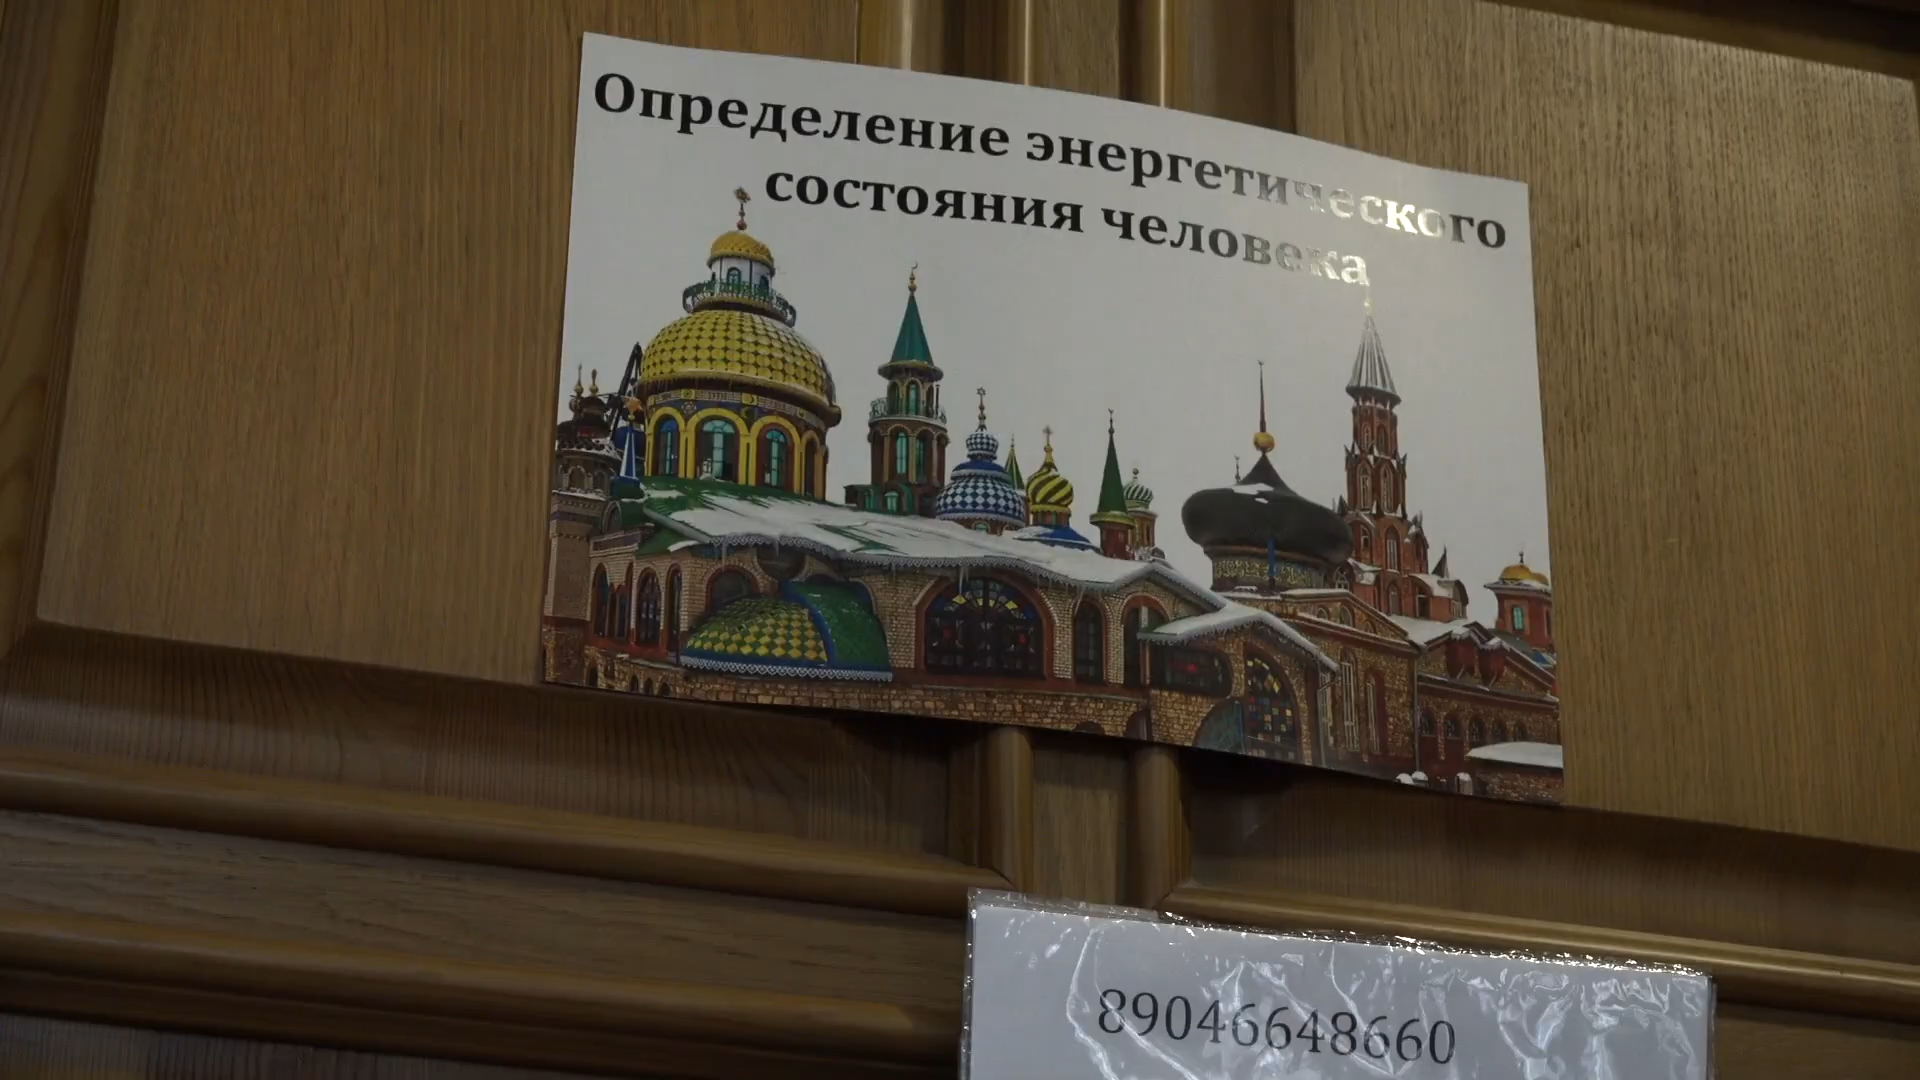 Определение энергетического
состояния человека
89046648660